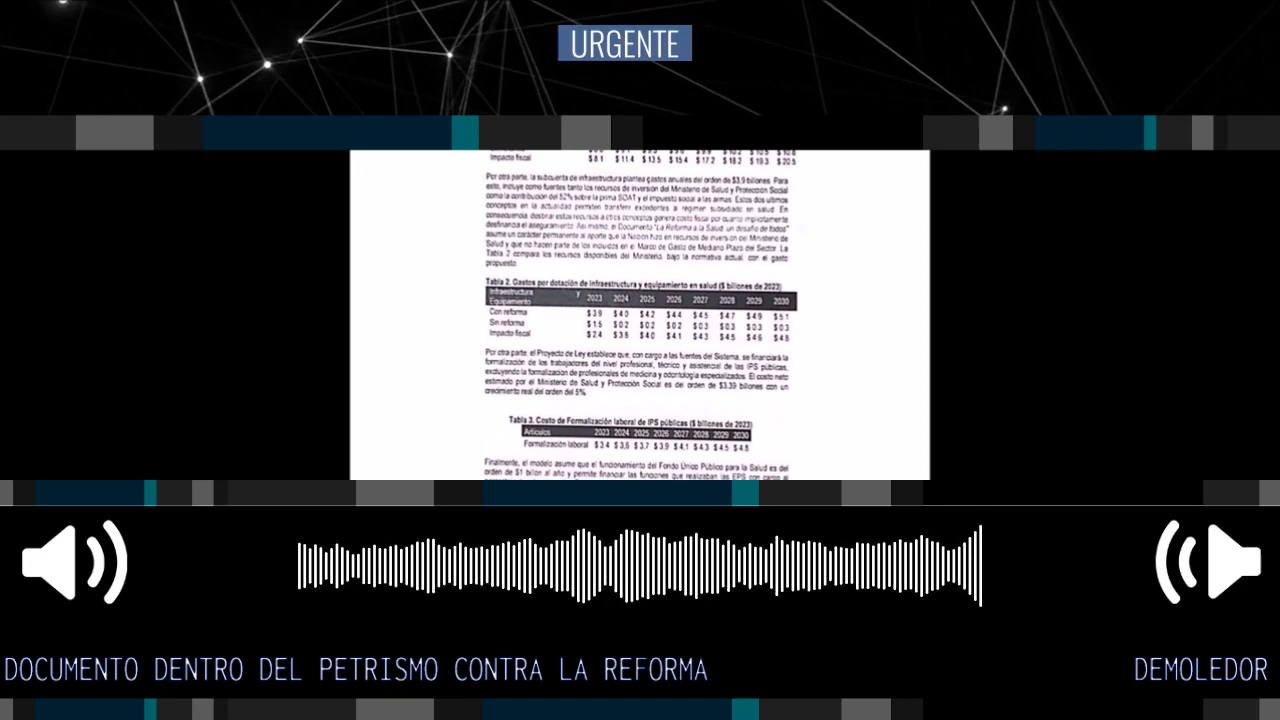 URGENTE
Impacto fiscal $ 8.1 $ 11.4 $ 13.5 $ 15.4 $ 17.2 $ 18.2 $ 19.3 $ 20.5
Por otra parte, la subcuenta de infraestructura plantea gastos anuales del orden de $3,9 billones. Para
esto, incluye como fuentes tanto los recursos de inversión del Ministerio de Salud y Protección Social
como la contribución del 52% sobre la prima SOAT y el impuesto social a las armas. Estos dos últimos
conceptos en la actualidad permiten transferir excedentes al régimen subsidiado en salud. En
consecuencia, destinar estos recursos a otros conceptos genera costo fiscal por cuanto implícitamente
desfinancia el aseguramiento. Así mismo, el Documento "La Reforma a la Salud: un desafío de todos"
asume un carácter permanente al aporte que la Nación hizo en recursos de inversión del Ministerio de
Salud y que no hacen parte de los incluidos en el Marco de Gasto de Mediano Plazo del Sector. La
Tabla 2 compara los recursos disponibles del Ministerio, bajo la normativa actual, con el gasto
propuesto.
Tabla 2. Gastos por dotación de infraestructura y equipamiento en salud ($ billones de 2023)
Infraestructura y
Equipamiento 2023 2024 2025 2026 2027 2028 2029 2030
Con reforma $ 3.9 $ 4.0 $ 4.2 $ 4.4 $ 4.5 $ 4.7 $ 4.9 $ 5.1
Sin reforma $ 1.5 $ 0.2 $ 0.2 $ 0.2 $ 0.3 $ 0.3 $ 0.3 $ 0.3
Impacto fiscal $ 2.4 $ 3.8 $ 4.0 $ 4.1 $ 4.3 $ 4.5 $ 4.6 $ 4.8
Por otra parte, el Proyecto de Ley establece que, con cargo a las fuentes del Sistema, se financiará la
formalización de los trabajadores del nivel profesional, técnico y asistencial de las IPS públicas,
excluyendo la formalización de profesionales de medicina y odontología especializados. El costo neto
estimado por el Ministerio de Salud y Protección Social es del orden de $3.39 billones con un
crecimiento real del orden del 5%.
Tabla 3. Costo de Formalización laboral de IPS públicas ($ billones de 2023)
Artículos 2023 2024 2025 2026 2027 2028 2029 2030
Formalización laboral $ 3.4 $ 3.6 $ 3.7 $ 3.9 $ 4.1 $ 4.3 $ 4.5 $ 4.8
Finalmente, el modelo asume que el funcionamiento del Fondo Único Público para la Salud es del
orden de $1 billón al año y permite financiar las funciones que realizaban las EPS con cargo al
DOCUMENTO DENTRO DEL PETRISMO CONTRA LA REFORMA
DEMOLEDOR